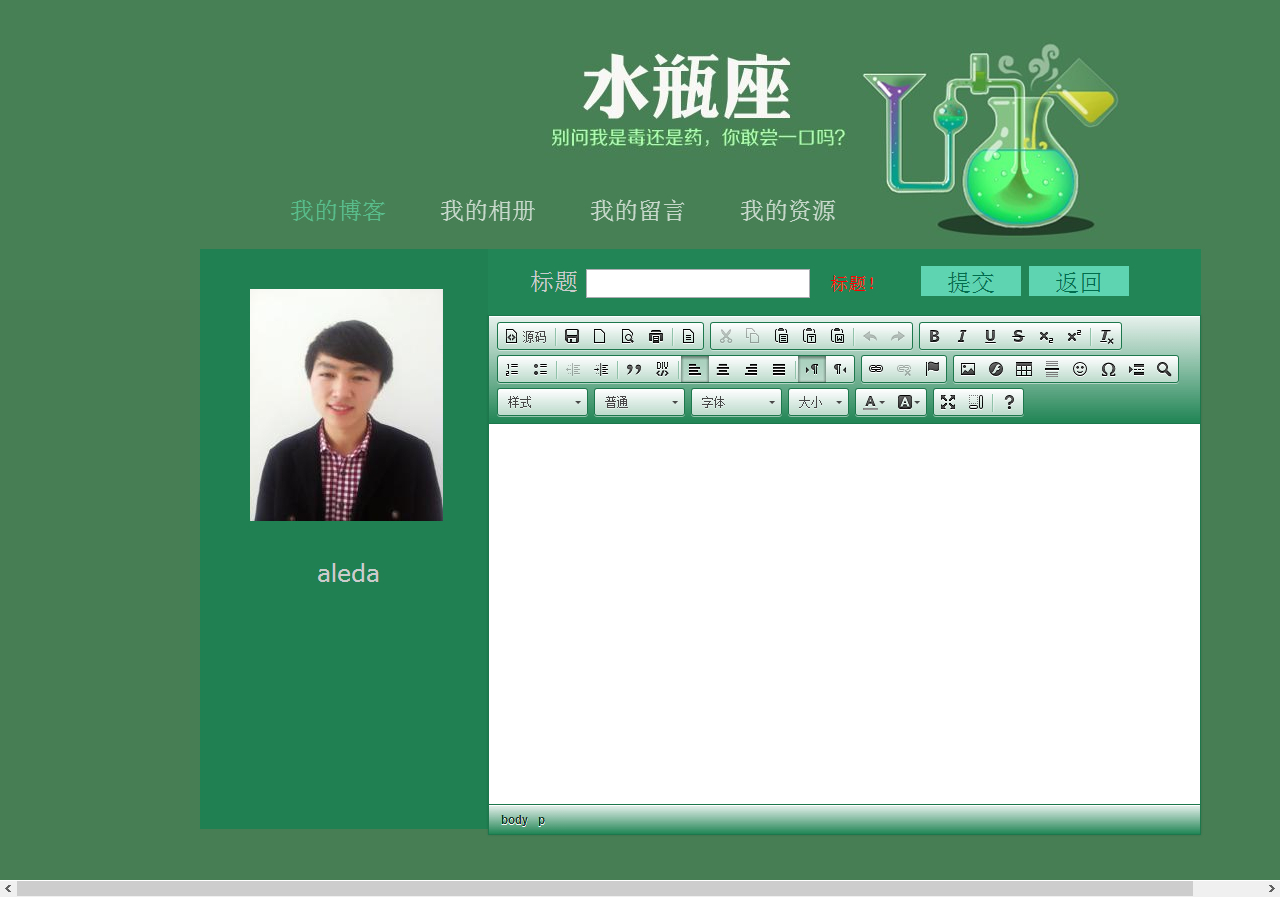 水瓶座
别问我是毒还是药，你敢尝一口吗？
我的博客 我的相册 我的留言 我的资源
标题 标题！ 提交 返回
源码
样式 普通 字体 大小
aleda
body p